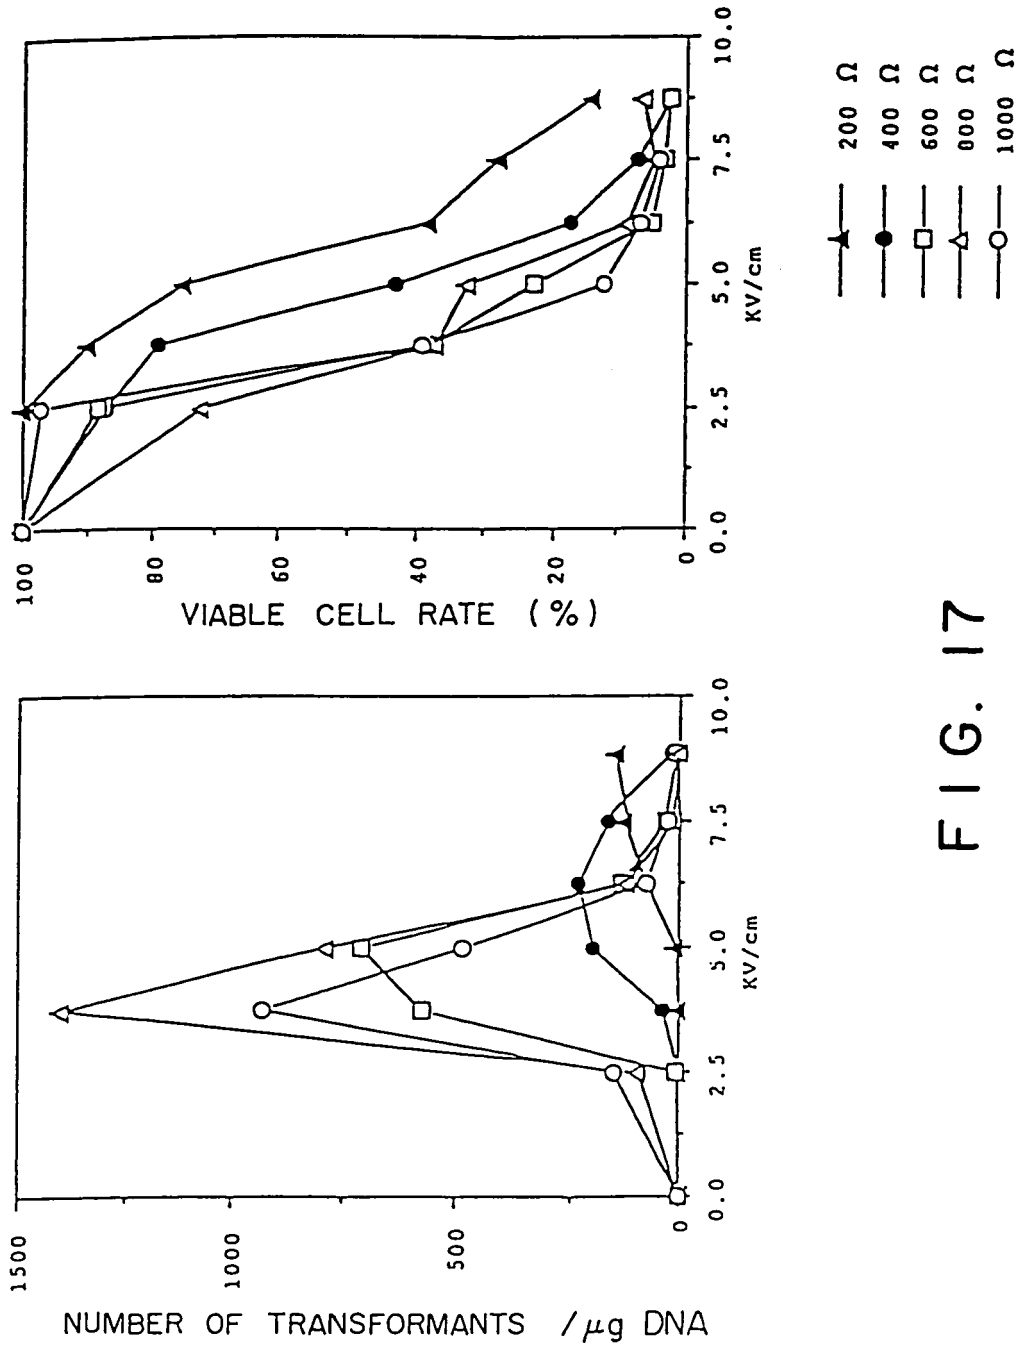 NUMBER OF TRANSFORMANTS /μg DNA
1500
1000
500
0
0.0
2.5
5.0
7.5
10.0
KV/cm
VIABLE CELL RATE (%)
100
80
60
40
20
0
0.0
2.5
5.0
7.5
10.0
KV/cm
200 Ω
400 Ω
600 Ω
800 Ω
1000 Ω
FIG. 17